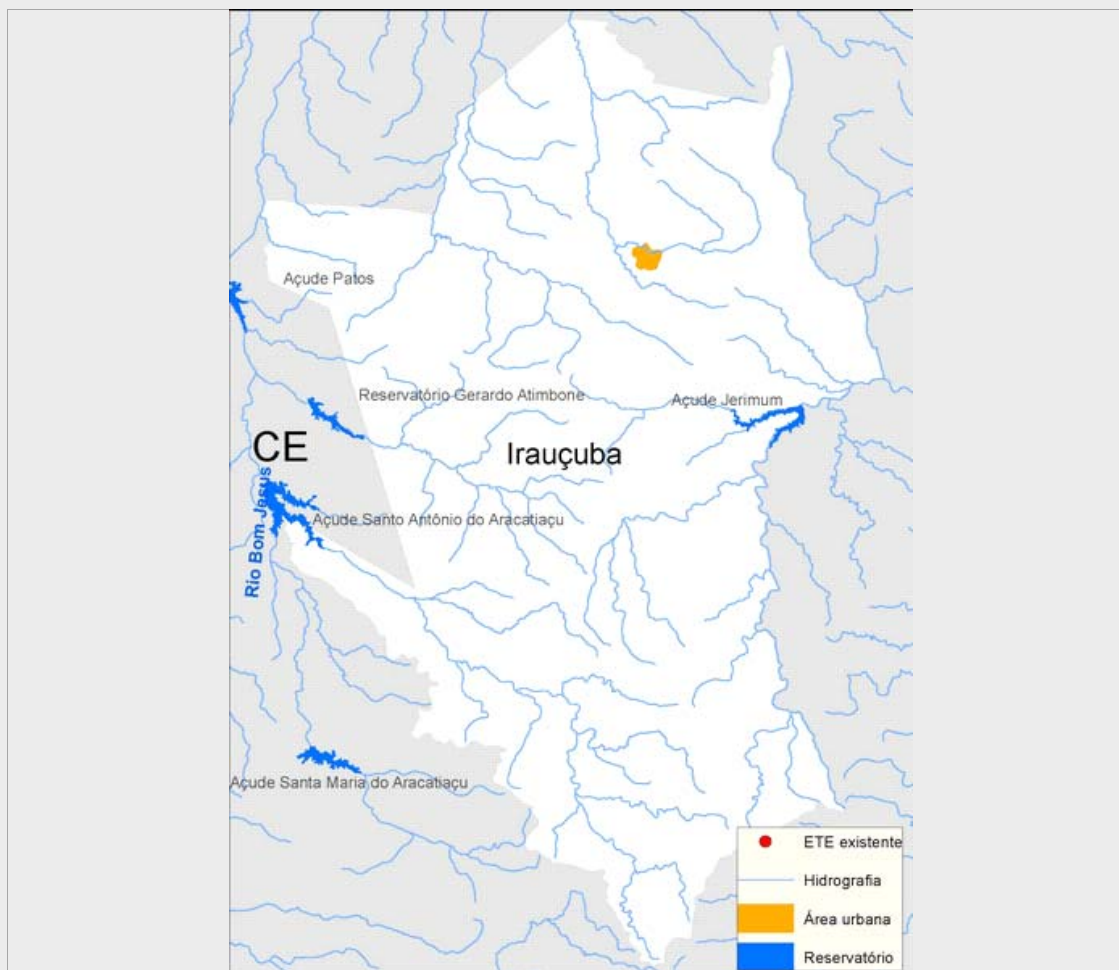 Açude Patos
Reservatório Gerardo Atimbone
Açude Jerimum
CE
Irauçuba
Rio Bom Jesus
Açude Santo Antônio do Aracatiaçu
Açude Santa Maria do Aracatiaçu
ETE existente
Hidrografia
Área urbana
Reservatório